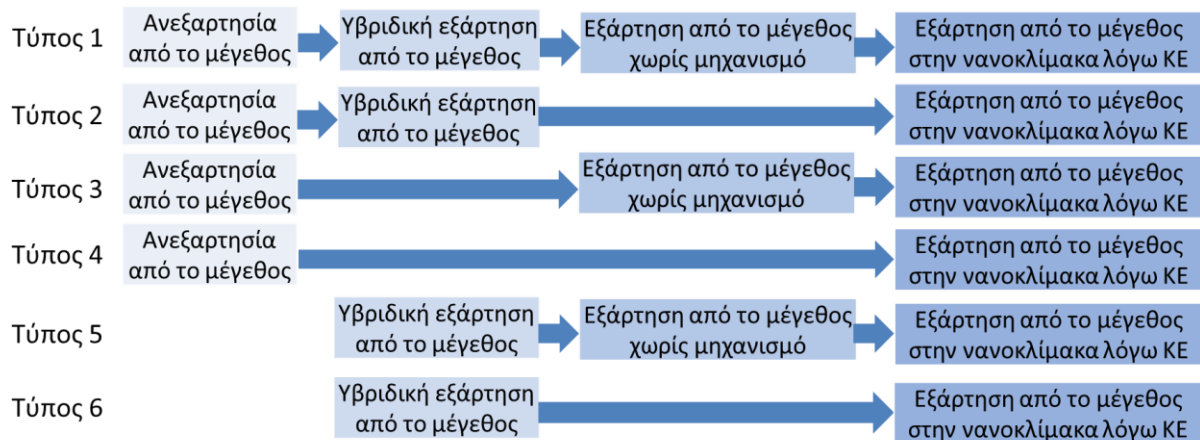 Τύπος 1
Ανεξαρτησία
από το μέγεθος
Υβριδική εξάρτηση
από το μέγεθος
Εξάρτηση από το μέγεθος
χωρίς μηχανισμό
Εξάρτηση από το μέγεθος
στην νανοκλίμακα λόγω ΚΕ
Τύπος 2
Ανεξαρτησία
από το μέγεθος
Υβριδική εξάρτηση
από το μέγεθος
Εξάρτηση από το μέγεθος
στην νανοκλίμακα λόγω ΚΕ
Τύπος 3
Ανεξαρτησία
από το μέγεθος
Εξάρτηση από το μέγεθος
χωρίς μηχανισμό
Εξάρτηση από το μέγεθος
στην νανοκλίμακα λόγω ΚΕ
Τύπος 4
Ανεξαρτησία
από το μέγεθος
Εξάρτηση από το μέγεθος
στην νανοκλίμακα λόγω ΚΕ
Τύπος 5
Υβριδική εξάρτηση
από το μέγεθος
Εξάρτηση από το μέγεθος
χωρίς μηχανισμό
Εξάρτηση από το μέγεθος
στην νανοκλίμακα λόγω ΚΕ
Τύπος 6
Υβριδική εξάρτηση
από το μέγεθος
Εξάρτηση από το μέγεθος
στην νανοκλίμακα λόγω ΚΕ